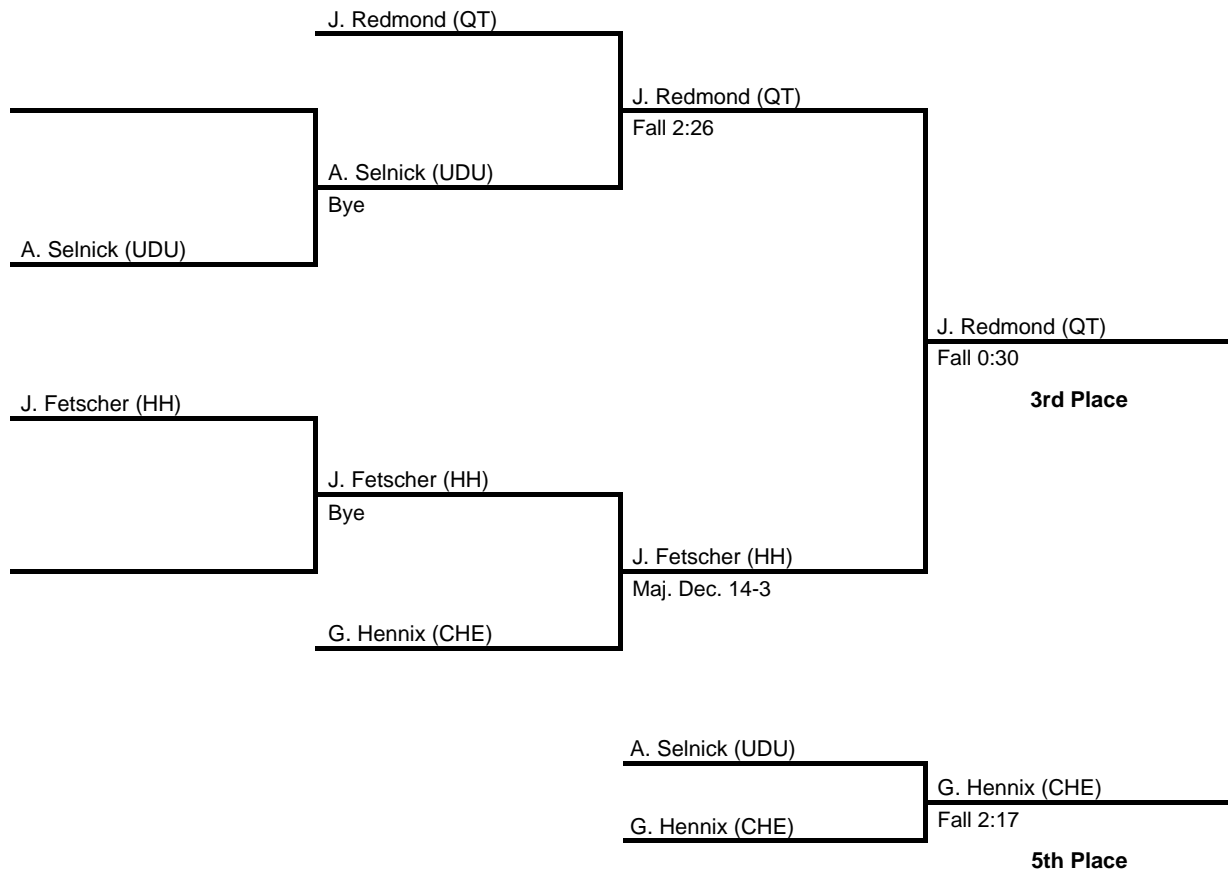 J. Redmond (QT)
J. Redmond (QT)
Fall 2:26
A. Selnick (UDU)
Bye
A. Selnick (UDU)
J. Redmond (QT)
Fall 0:30
3rd Place
J. Fetscher (HH)
J. Fetscher (HH)
Bye
J. Fetscher (HH)
Maj. Dec. 14-3
G. Hennix (CHE)
A. Selnick (UDU)
G. Hennix (CHE)
Fall 2:17
G. Hennix (CHE)
5th Place